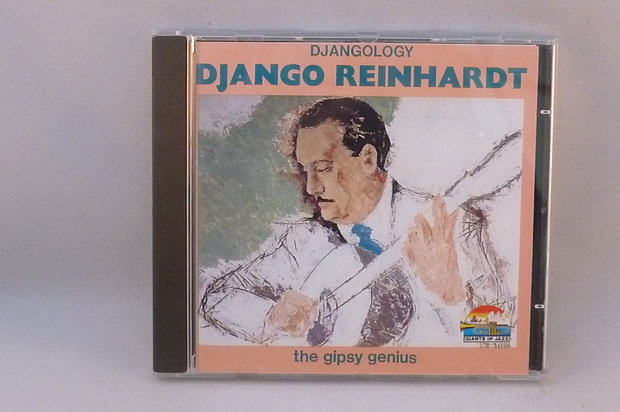 DJANGOLOGY
DJANGO REINHARDT
GIANTS OF JAZZ
the gipsy genius